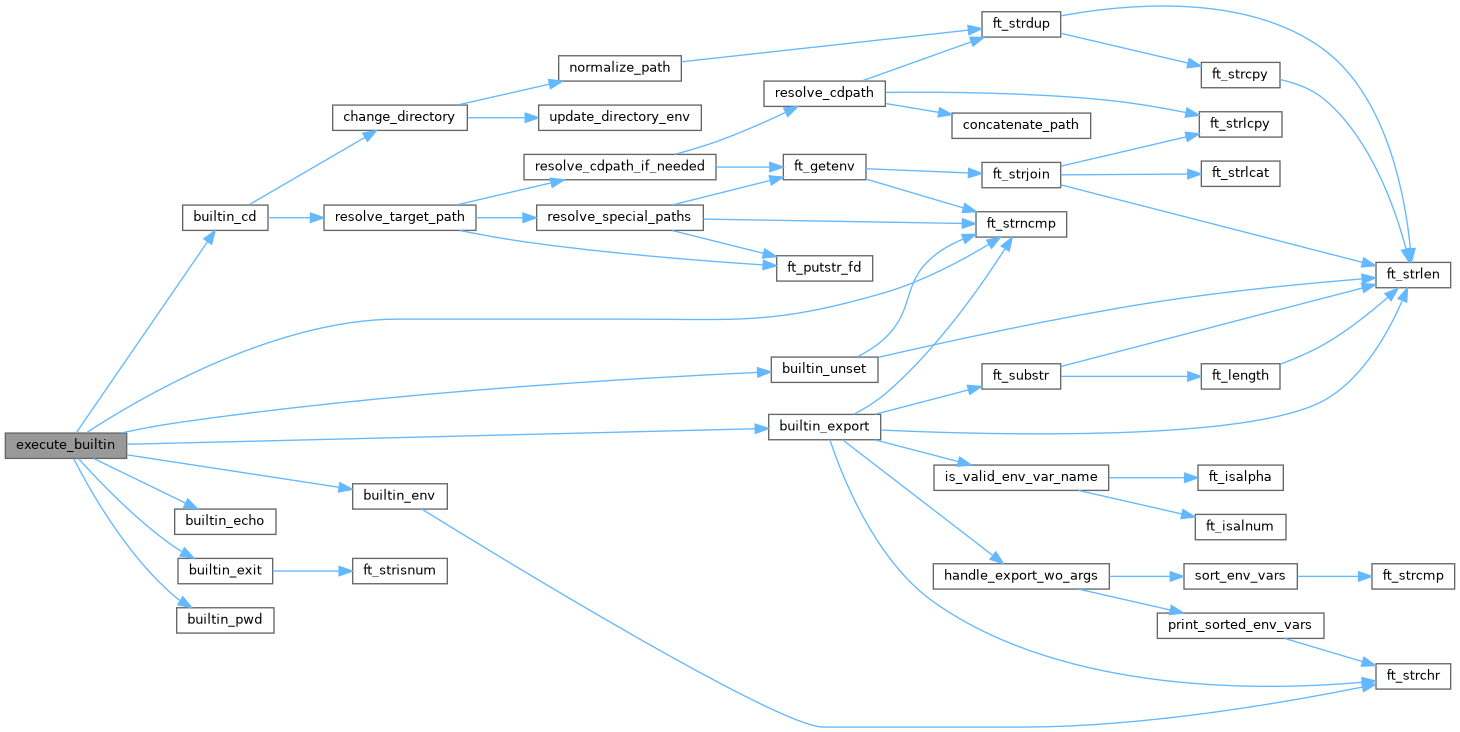 ft_strdup
normalize_path
ft_strcpy
resolve_cdpath
change_directory
update_directory_env
concatenate_path
ft_strlcpy
resolve_cdpath_if_needed
ft_getenv
ft_strjoin
ft_strlcat
builtin_cd
resolve_target_path
resolve_special_paths
ft_strncmp
ft_putstr_fd
ft_strlen
builtin_unset
ft_substr
ft_length
builtin_export
execute_builtin
is_valid_env_var_name
ft_isalpha
builtin_env
builtin_echo
ft_isalnum
builtin_exit
ft_strisnum
handle_export_wo_args
sort_env_vars
ft_strcmp
builtin_pwd
print_sorted_env_vars
ft_strchr